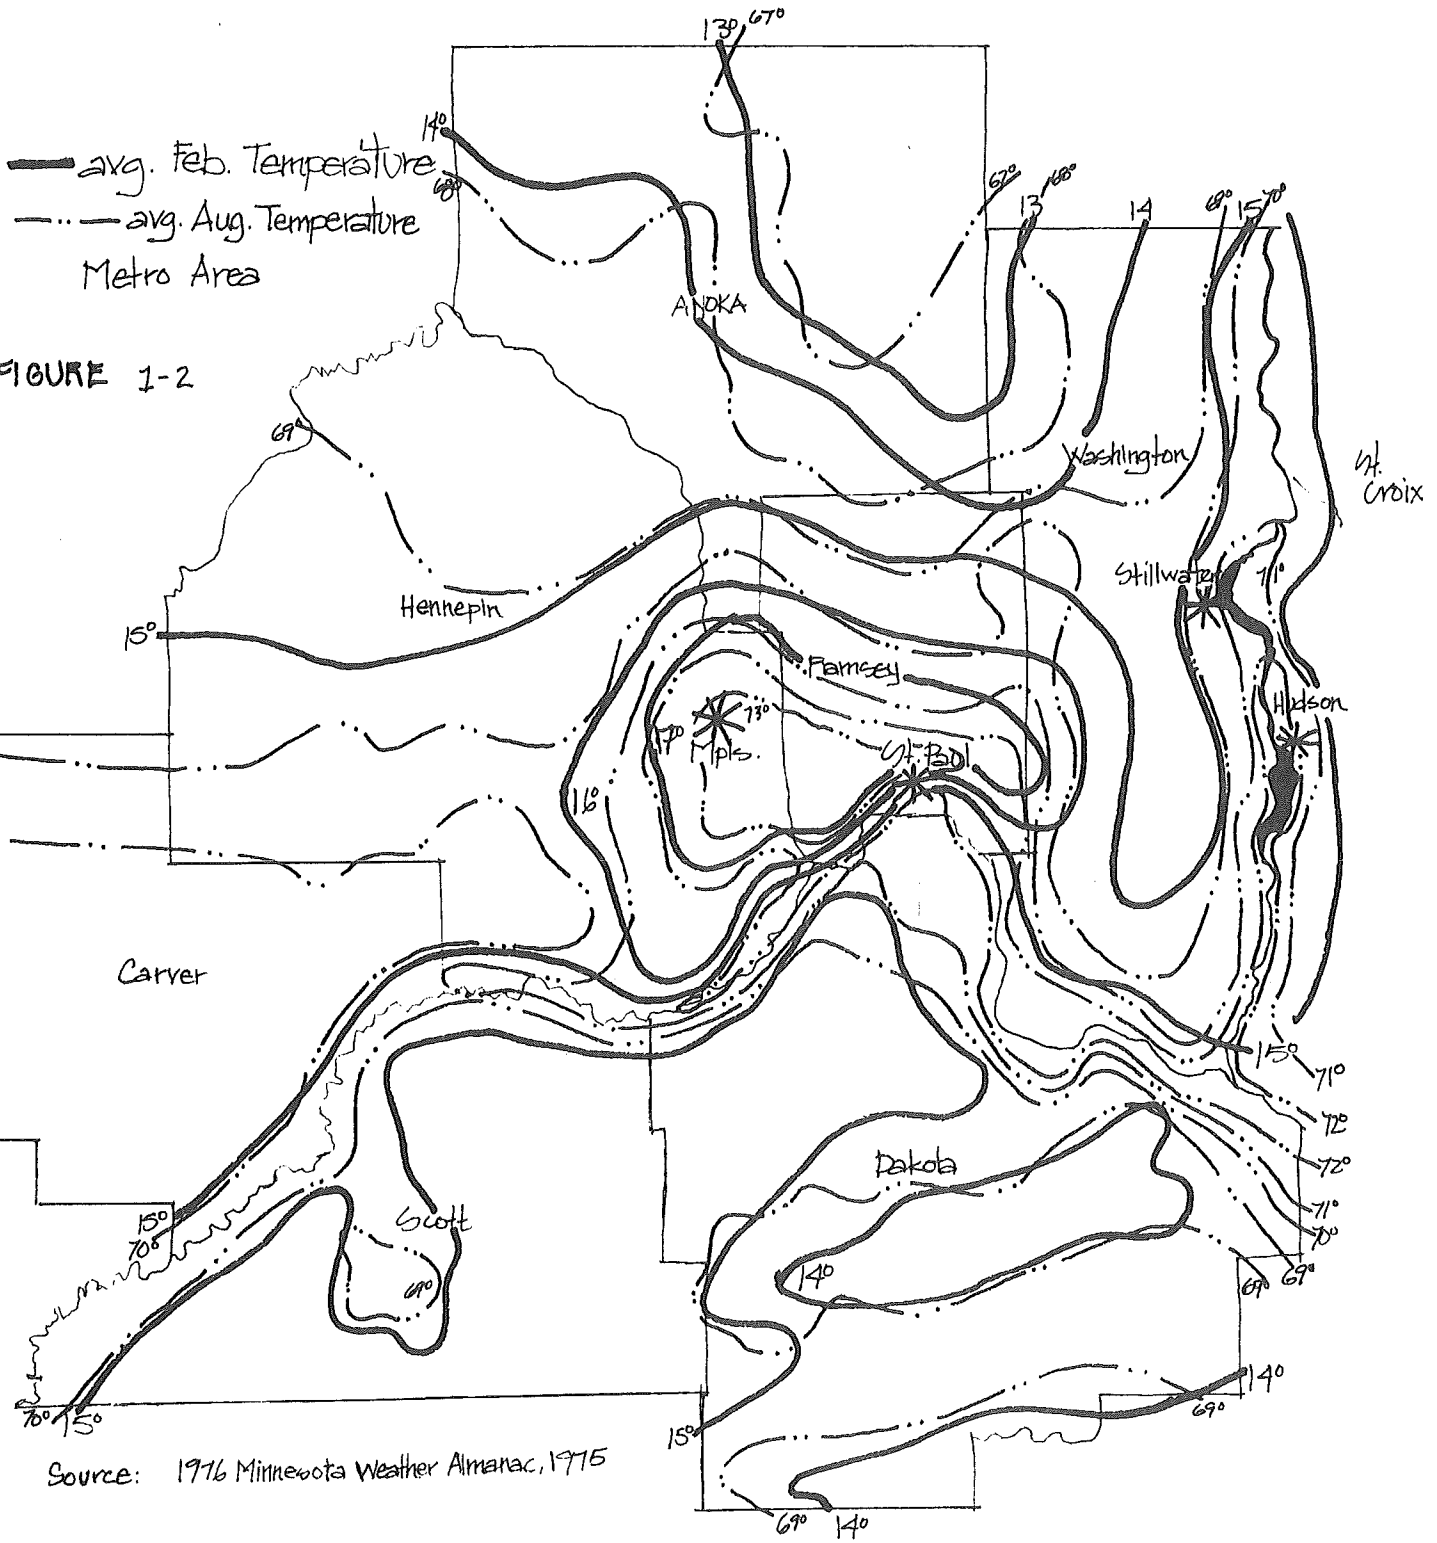 13° 67°
14°
avg. Feb. Temperature
68°
avg. Aug. Temperature
Metro Area
67° 68°
13 14 68° 15 70°
ANOKA
FIGURE 1-2
69°
Washington
St.
Croix
Stillwater 71°
Hennepin
15°
Ramsey
Hudson
17° 73°
Mpls.
St. Paul
16°
Carver
15°
71°
72°
Dakota
72°
15°
70°
Scott
71°
70°
69°
14°
69° 69°
14°
69°
70° 15°
15°
Source: 1976 Minnesota Weather Almanac, 1975
69° 14°